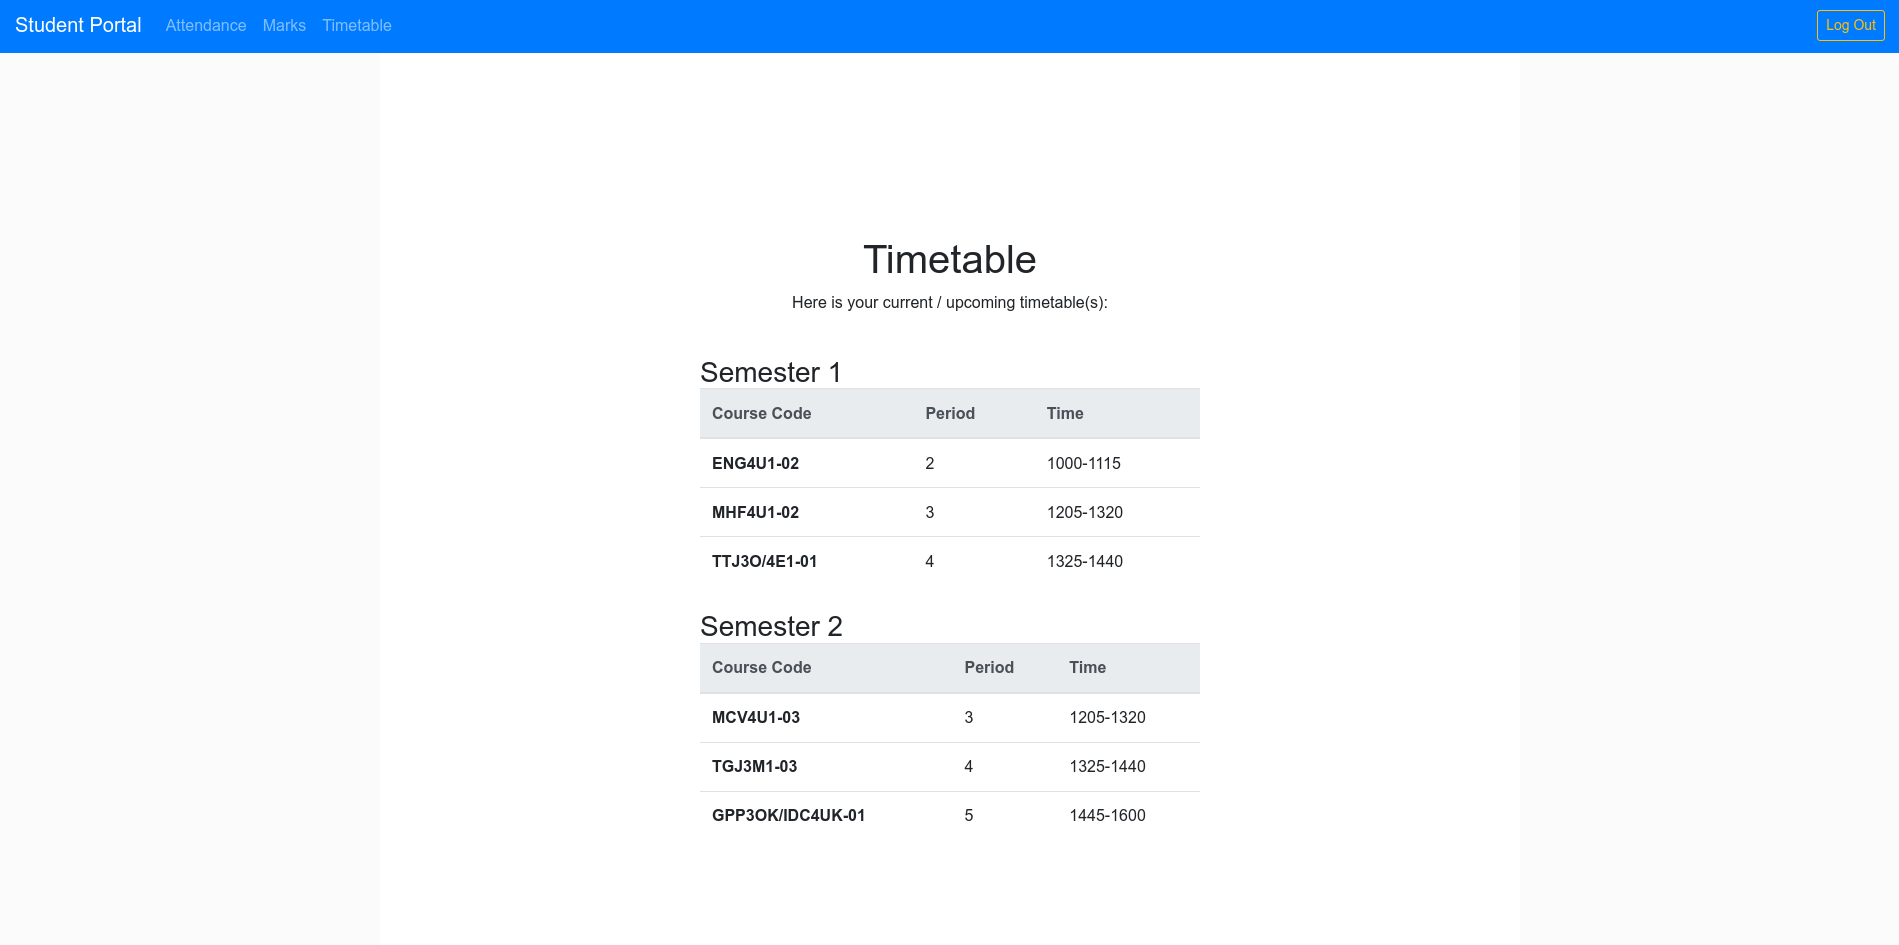 Student Portal Attendance Marks Timetable Log Out
Timetable
Here is your current / upcoming timetable(s):
Semester 1
Course Code Period Time
ENG4U1-02 2 1000-1115
MHF4U1-02 3 1205-1320
TTJ3O/4E1-01 4 1325-1440
Semester 2
Course Code Period Time
MCV4U1-03 3 1205-1320
TGJ3M1-03 4 1325-1440
GPP3OK/IDC4UK-01 5 1445-1600